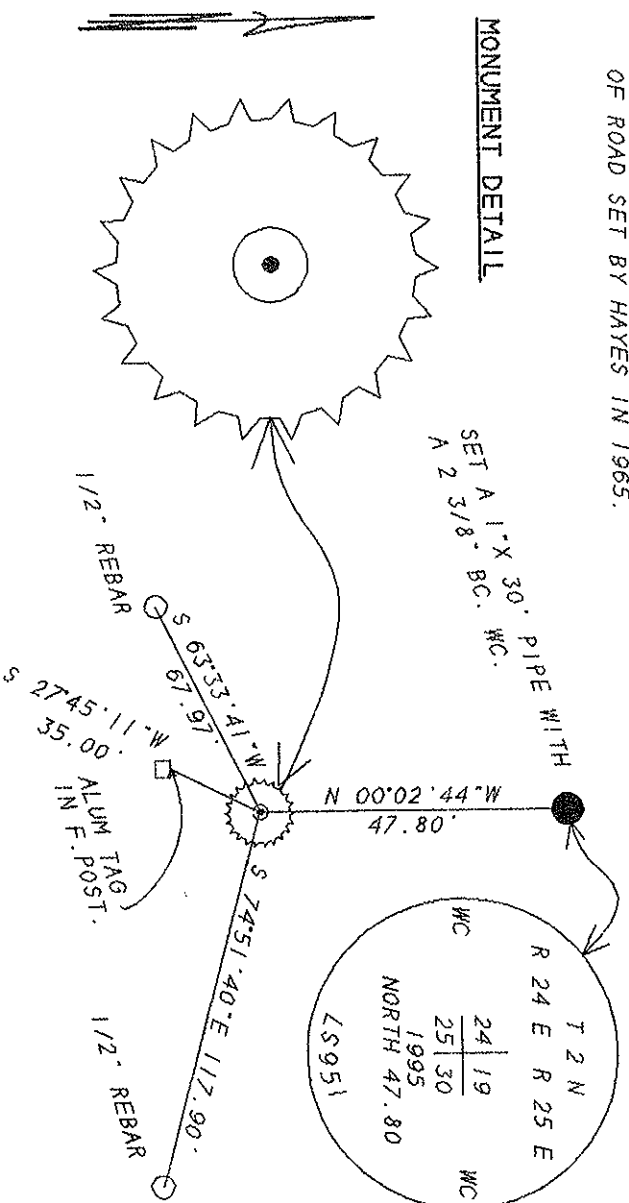 OF ROAD SET BY HAYES IN 1965.
MONUMENT DETAIL
SET A 1"X 30" PIPE WITH
A 2 3/8" BC. WC.
N 00°02'44"W
47.80'
T 2 N
R 24 E R 25 E
WC WC
24 19
25 30
1995
NORTH 47.80
LS951
S 63°33'41"W
67.97'
1/2" REBAR
S 27°45'11"W
35.00'
ALUM TAG
IN F.POST.
S 74°51'40"E 117.90'
1/2" REBAR